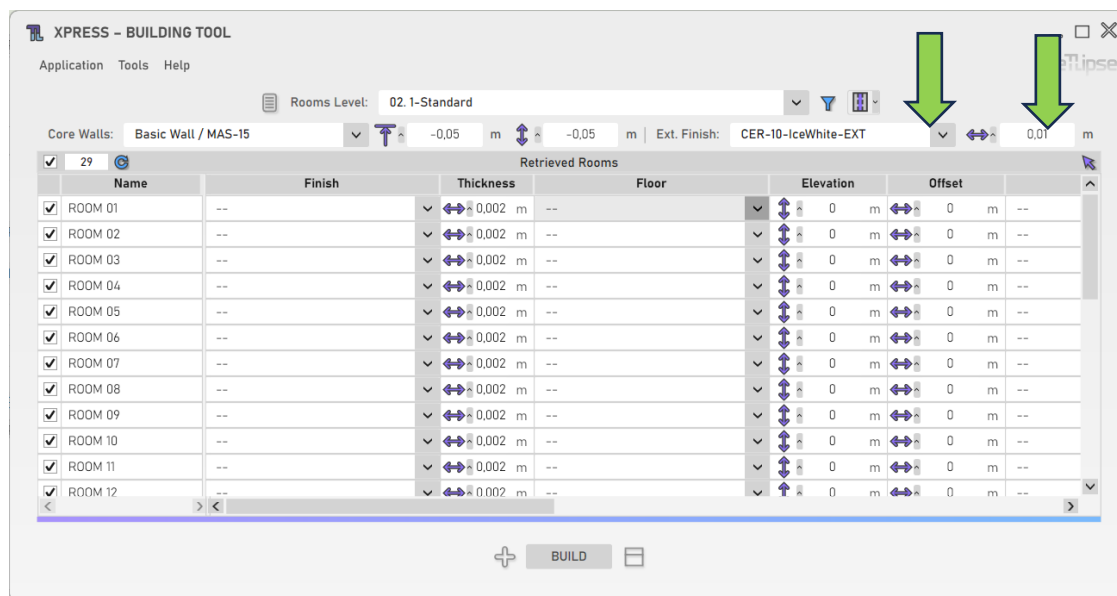 XPRESS – BUILDING TOOL
Application Tools Help
Rooms Level: 02. 1-Standard
Core Walls: Basic Wall / MAS-15 -0,05 m -0,05 m | Ext. Finish: CER-10-IceWhite-EXT 0,01 m
29 Retrieved Rooms
Name Finish Thickness Floor Elevation Offset
ROOM 01 -- 0,002 m -- 0 m 0 m --
ROOM 02 -- 0,002 m -- 0 m 0 m --
ROOM 03 -- 0,002 m -- 0 m 0 m --
ROOM 04 -- 0,002 m -- 0 m 0 m --
ROOM 05 -- 0,002 m -- 0 m 0 m --
ROOM 06 -- 0,002 m -- 0 m 0 m --
ROOM 07 -- 0,002 m -- 0 m 0 m --
ROOM 08 -- 0,002 m -- 0 m 0 m --
ROOM 09 -- 0,002 m -- 0 m 0 m --
ROOM 10 -- 0,002 m -- 0 m 0 m --
ROOM 11 -- 0,002 m -- 0 m 0 m --
ROOM 12 -- 0,002 m -- 0 m 0 m --
BUILD